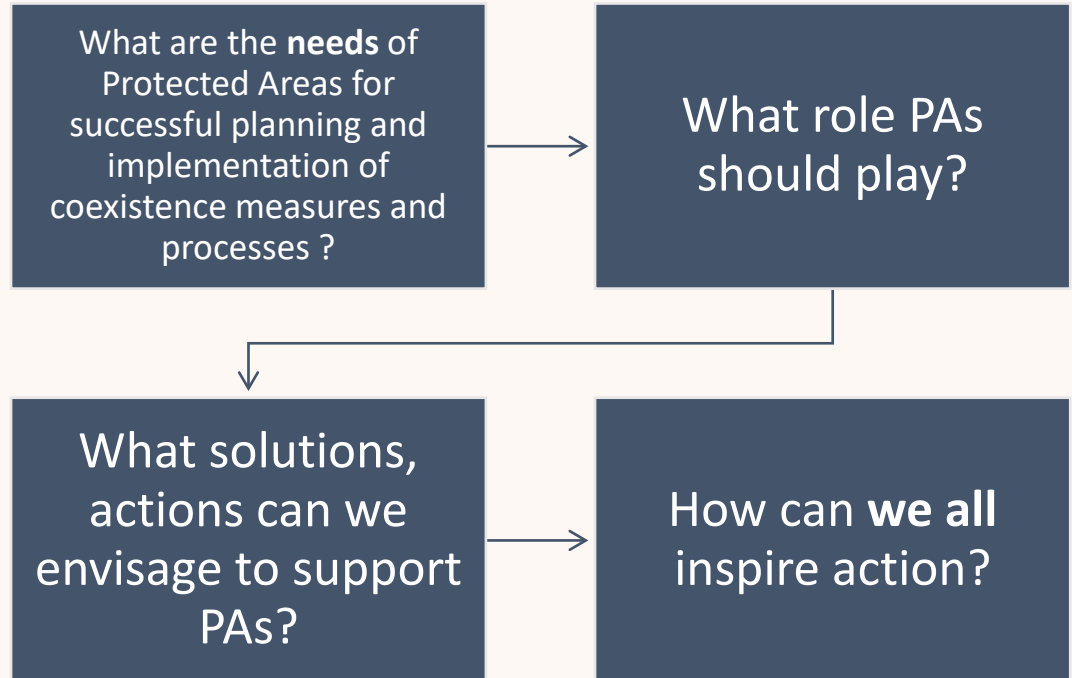 What are the needs of
Protected Areas for
successful planning and
implementation of
coexistence measures and
processes ?
What role PAs
should play?
What solutions,
actions can we
envisage to support
PAs?
How can we all
inspire action?